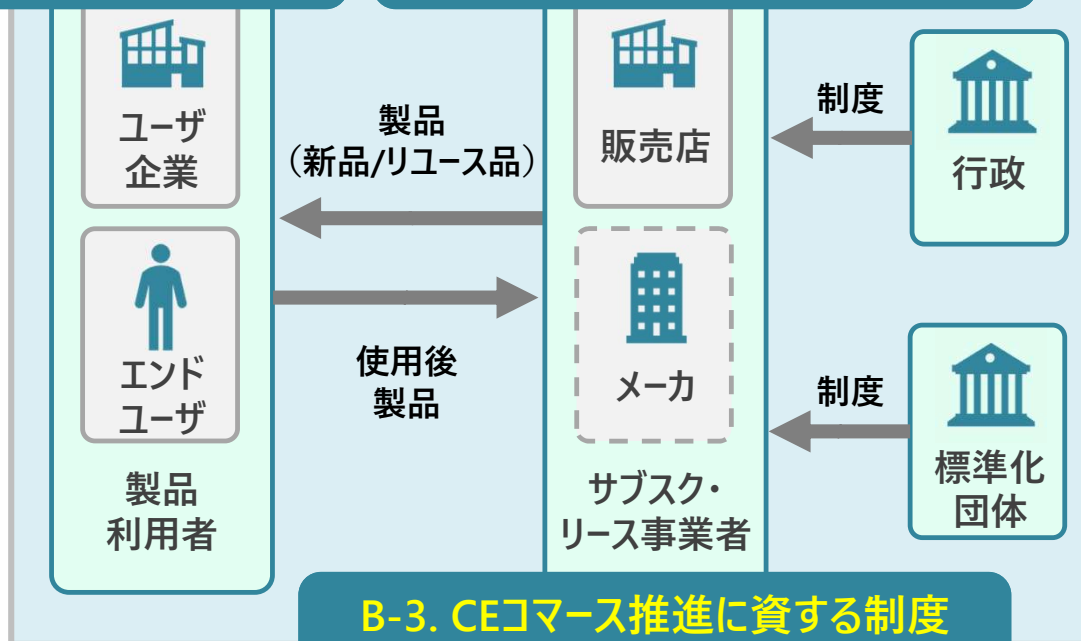 ユーザ
企業
エンド
ユーザ
製品
利用者
製品
（新品/リユース品）
使用後
製品
販売店
メーカ
サブスク・
リース事業者
制度
行政
制度
標準化
団体
B-3. CEコマース推進に資する制度